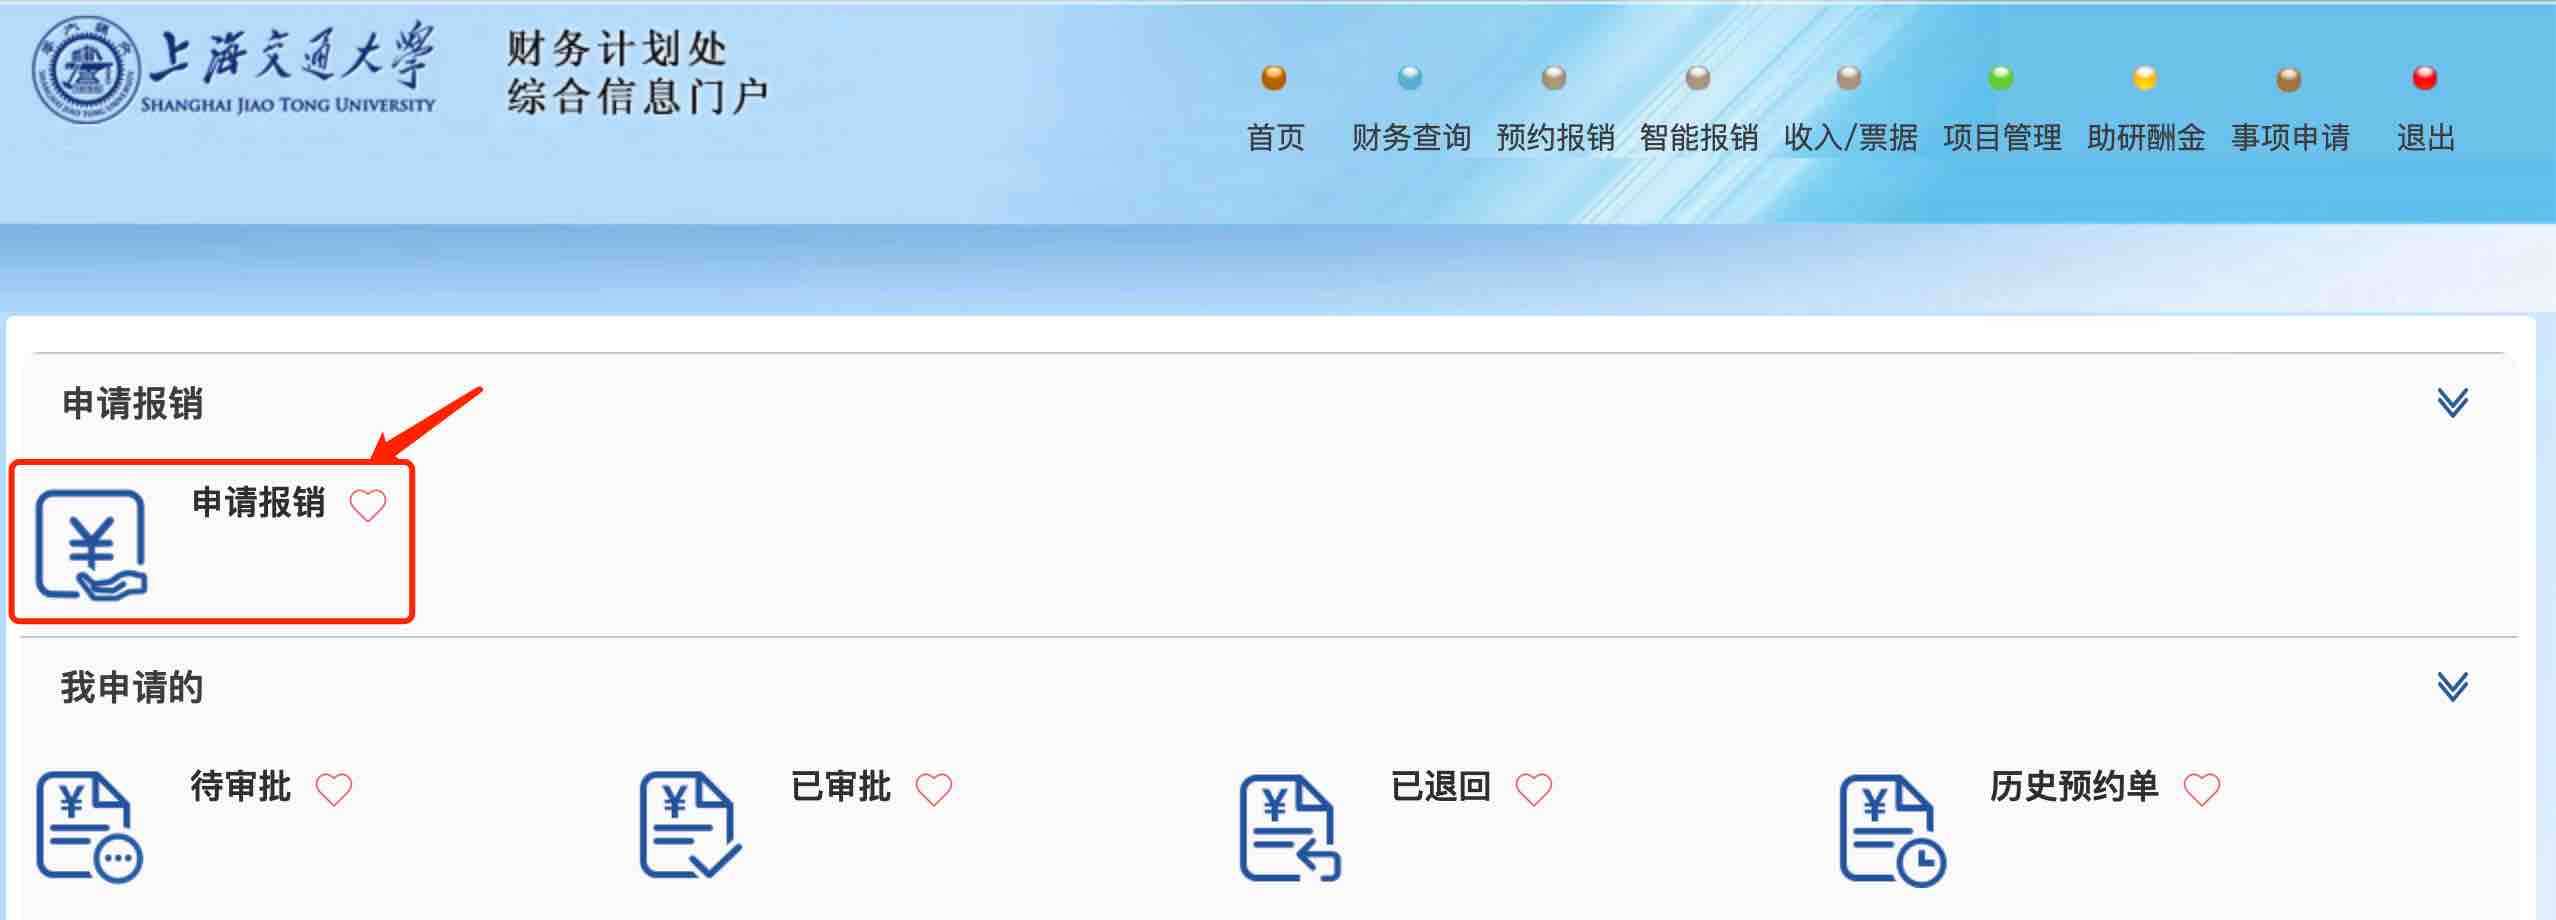 上海交通大学
SHANGHAI JIAO TONG UNIVERSITY
财务计划处
综合信息门户
首页 财务查询 预约报销 智能报销 收入/票据 项目管理 助研酬金 事项申请 退出
申请报销
申请报销
我申请的
待审批 已审批 已退回 历史预约单